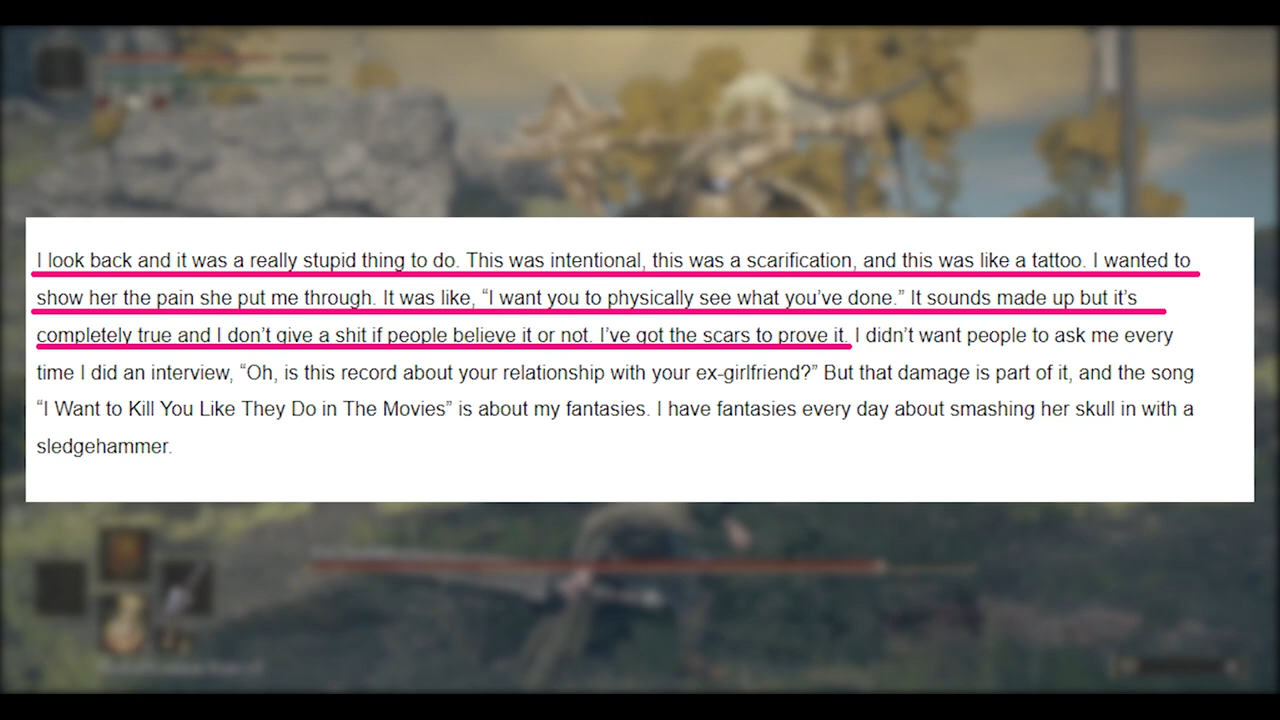 I look back and it was a really stupid thing to do. This was intentional, this was a scarification, and this was like a tattoo. I wanted to
show her the pain she put me through. It was like, “I want you to physically see what you’ve done.” It sounds made up but it’s
completely true and I don’t give a shit if people believe it or not. I’ve got the scars to prove it. I didn’t want people to ask me every
time I did an interview, “Oh, is this record about your relationship with your ex-girlfriend?” But that damage is part of it, and the song
“I Want to Kill You Like They Do in The Movies” is about my fantasies. I have fantasies every day about smashing her skull in with a
sledgehammer.